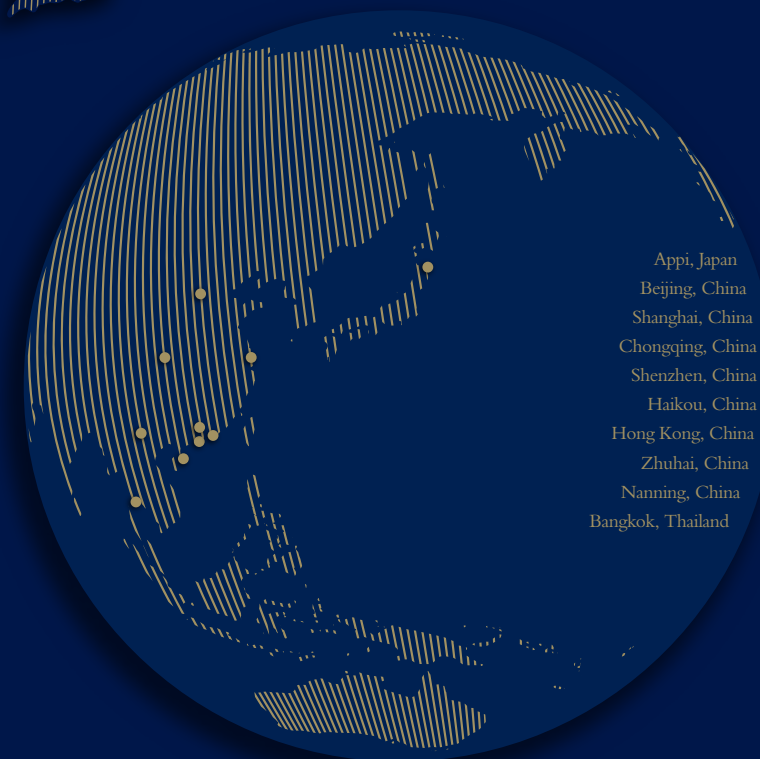 Appi, Japan
Beijing, China
Shanghai, China
Chongqing, China
Shenzhen, China
Haikou, China
Hong Kong, China
Zhuhai, China
Nanning, China
Bangkok, Thailand